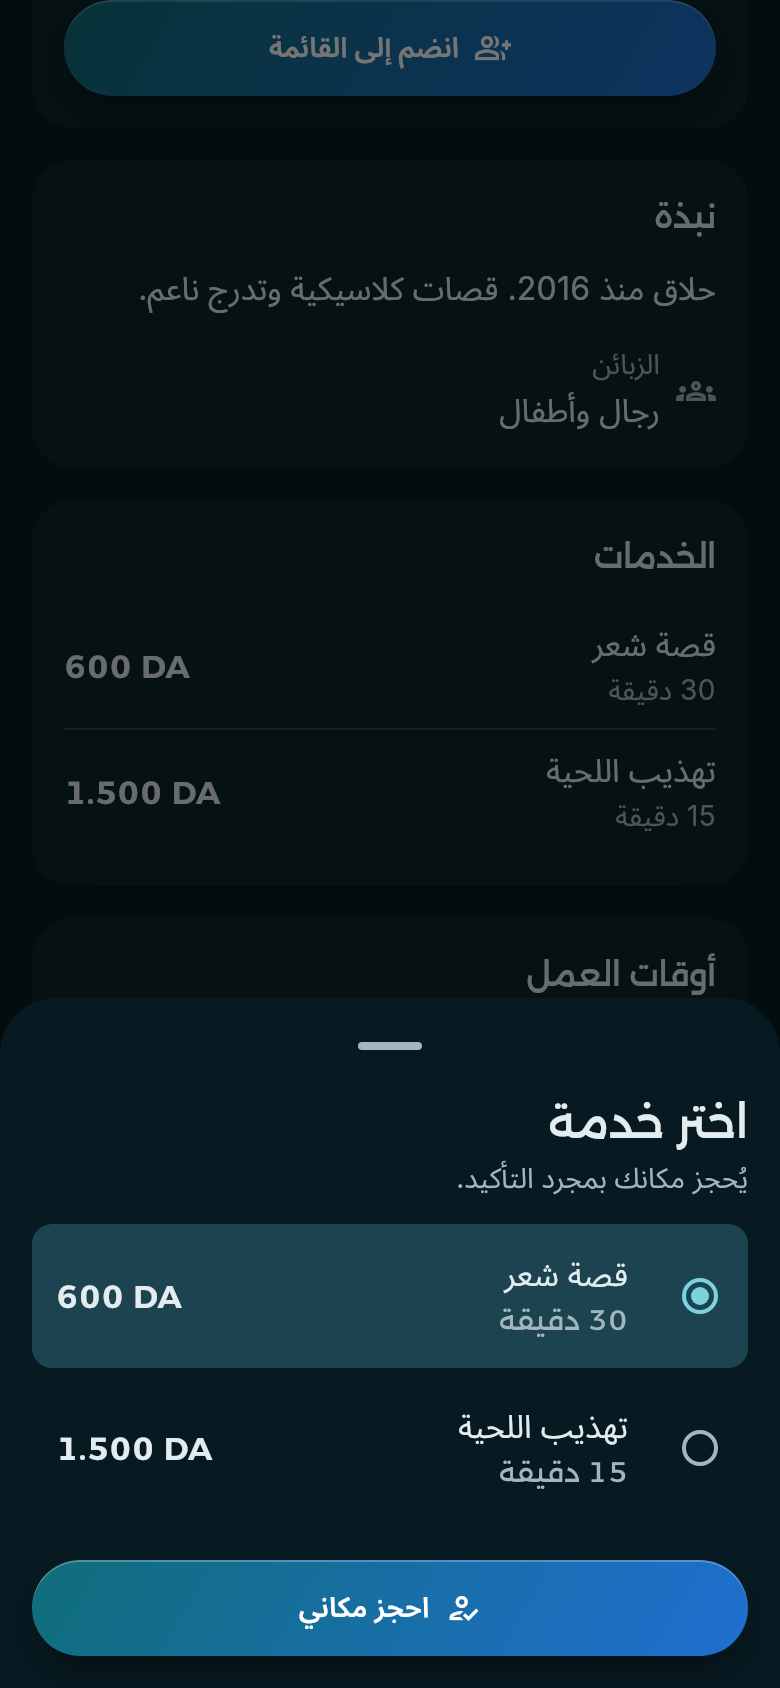 انضم إلى القائمة
نبذة
حلاق منذ 2016. قصات كلاسيكية وتدرج ناعم.
الزبائن
رجال وأطفال
الخدمات
قصة شعر
600 DA
30 دقيقة
تهذيب اللحية
1.500 DA
15 دقيقة
أوقات العمل
اختر خدمة
يُحجز مكانك بمجرد التأكيد.
قصة شعر
600 DA
30 دقيقة
تهذيب اللحية
1.500 DA
15 دقيقة
احجز مكاني